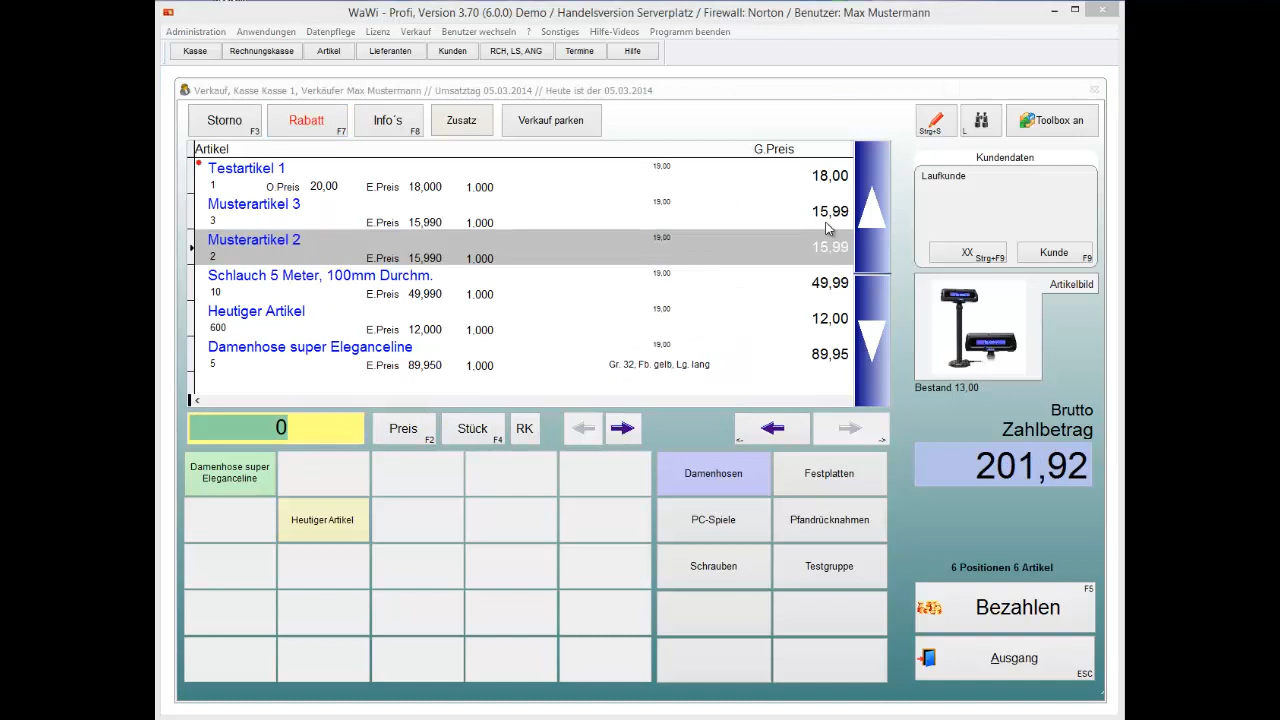 WaWi - Profi, Version 3.70 (6.0.0) Demo / Handelsversion Serverplatz / Firewall: Norton / Benutzer: Max Mustermann
Administration Anwendungen Datenpflege Lizenz Verkauf Benutzer wechseln ? Sonstiges Hilfe-Videos Programm beenden
Kasse Rechnungskasse Artikel Lieferanten Kunden RCH, LS, ANG Termine Hilfe
Verkauf, Kasse Kasse 1, Verkäufer Max Mustermann // Umsatztag 05.03.2014 // Heute ist der 05.03.2014
Storno F3 Rabatt F7 Info´s F8 Zusatz Verkauf parken Strg+S L Toolbox an
Artikel G.Preis
Testartikel 1 19,00 18,00
1 O.Preis 20,00 E.Preis 18,000 1.000
Musterartikel 3 19,00 15,99
3 E.Preis 15,990 1.000
Musterartikel 2 19,00 15,99
2 E.Preis 15,990 1.000
Schlauch 5 Meter, 100mm Durchm. 19,00 49,99
10 E.Preis 49,990 1.000
Heutiger Artikel 19,00 12,00
600 E.Preis 12,000 1.000
Damenhose super Eleganceline 19,00 89,95
5 E.Preis 89,950 1.000 Gr. 32, Fb. gelb, Lg. lang
<
Kundendaten
Laufkunde
XX Strg+F9 Kunde F9
Artikelbild
Bestand 13,00
0 Preis F2 Stück F4 RK <- ->
Brutto
Zahlbetrag
201,92
Damenhose super
Eleganceline
Heutiger Artikel
Damenhosen Festplatten
PC-Spiele Pfandrücknahmen
Schrauben Testgruppe
6 Positionen 6 Artikel
Bezahlen F5
Ausgang ESC